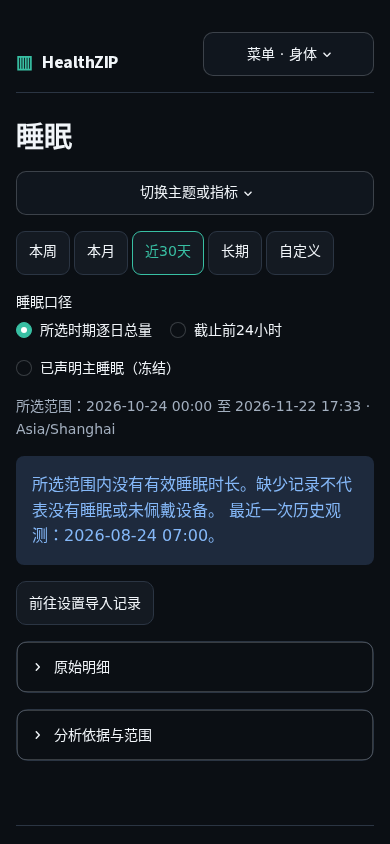 HealthZIP
菜单 · 身体
睡眠
切换主题或指标
本周
本月
近30天
长期
自定义
睡眠口径
所选时期逐日总量
截止前24小时
已声明主睡眠（冻结）
所选范围：2026-10-24 00:00 至 2026-11-22 17:33 ·
Asia/Shanghai
所选范围内没有有效睡眠时长。缺少记录不代
表没有睡眠或未佩戴设备。 最近一次历史观
测：2026-08-24 07:00。
前往设置导入记录
原始明细
分析依据与范围